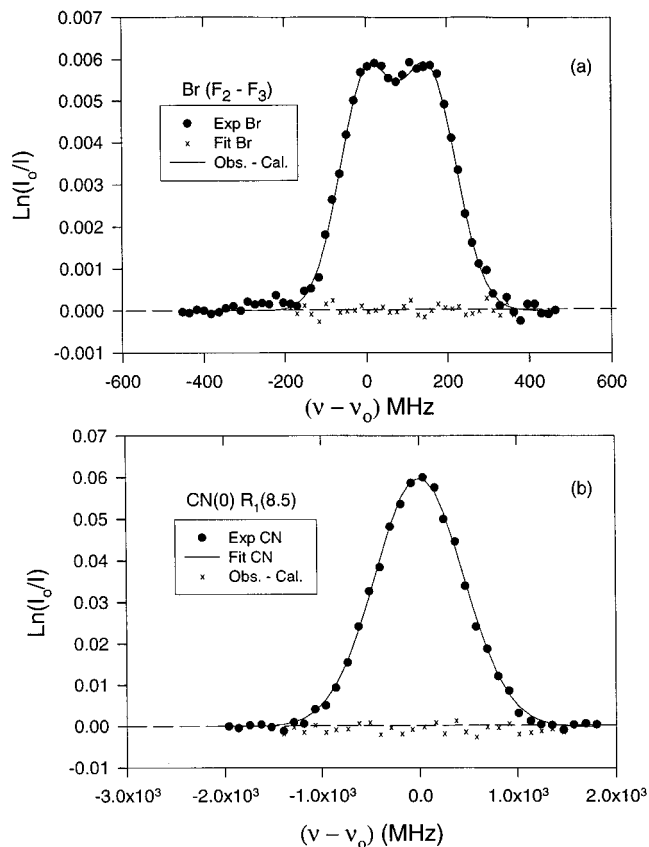 0.007
0.006
0.005
0.004
0.003
0.002
0.001
0.000
-0.001
Ln(Iₒ/I)
(a)
Br (F₂ - F₃)
Exp Br
Fit Br
Obs. - Cal.
-600 -400 -200 0 200 400 600
(ν - νₒ) MHz
0.07
0.06
0.05
0.04
0.03
0.02
0.01
0.00
-0.01
Ln(Iₒ/I)
(b)
CN(0) R₁(8.5)
Exp CN
Fit CN
Obs. - Cal.
-3.0x10³ -2.0x10³ -1.0x10³ 0.0 1.0x10³ 2.0x10³
(ν - νₒ) (MHz)